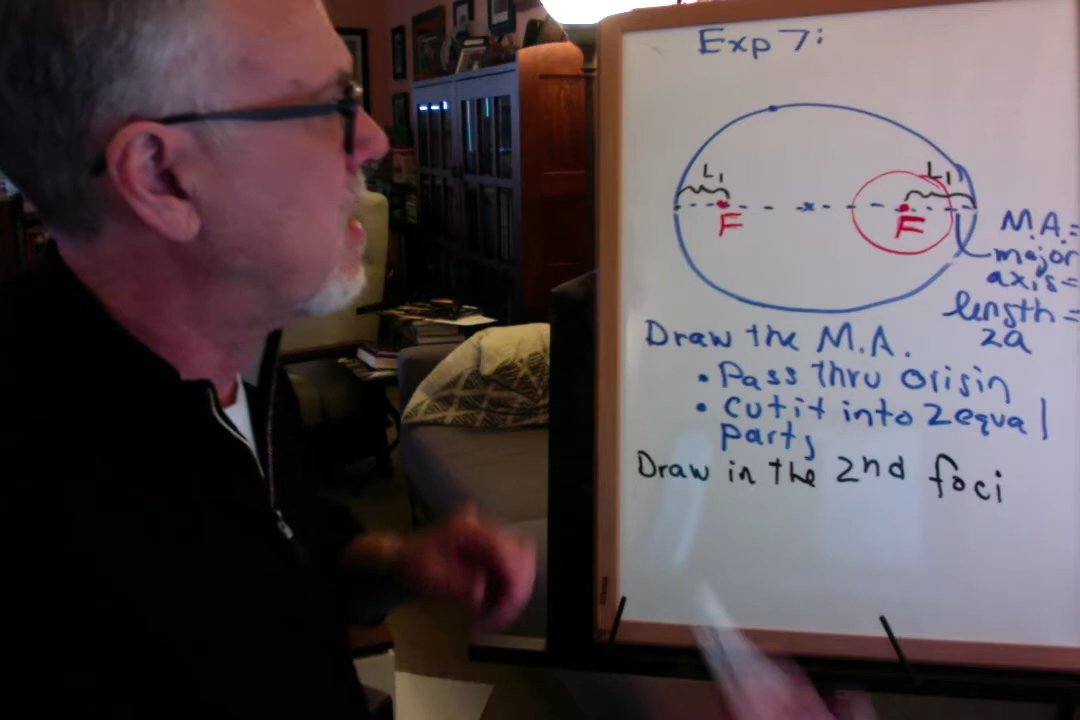 Exp 7:
L1
L1
F
F
M.A.=
major
axis=
length=
2a
Draw the M.A.
• Pass thru origin
• cut it into 2 equal
parts
Draw in the 2nd foci